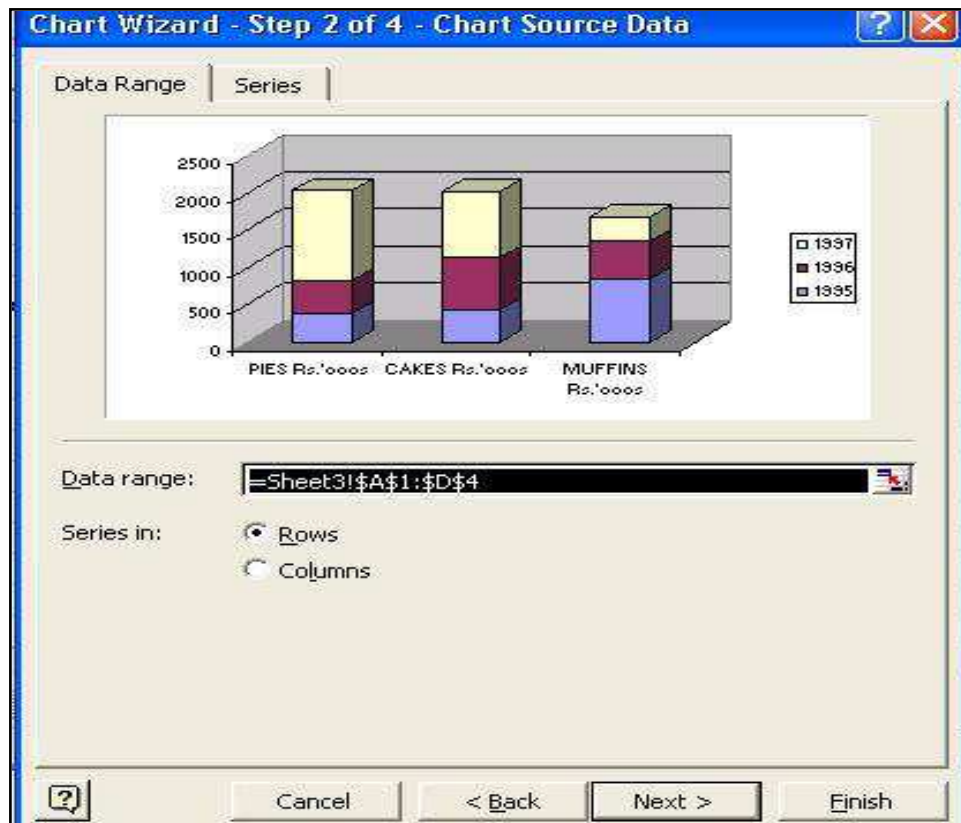 Chart Wizard - Step 2 of 4 - Chart Source Data
Data Range Series
2500
2000
1500
1000
500
0
PIES Rs.'ooos CAKES Rs.'ooos MUFFINS Rs.'ooos
1997
1996
1995
Data range: =Sheet3!$A$1:$D$4
Series in: Rows
Columns
Cancel < Back Next > Finish